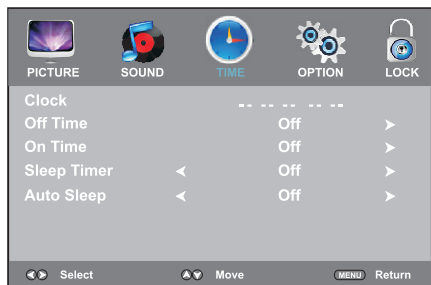 PICTURE SOUND TIME OPTION LOCK
Clock -- -- -- -- --
Off Time Off
On Time Off
Sleep Timer Off
Auto Sleep Off
Select Move MENU Return